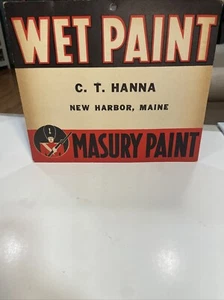 WET PAINT
C. T. HANNA
NEW HARBOR, MAINE
MASURY PAINT